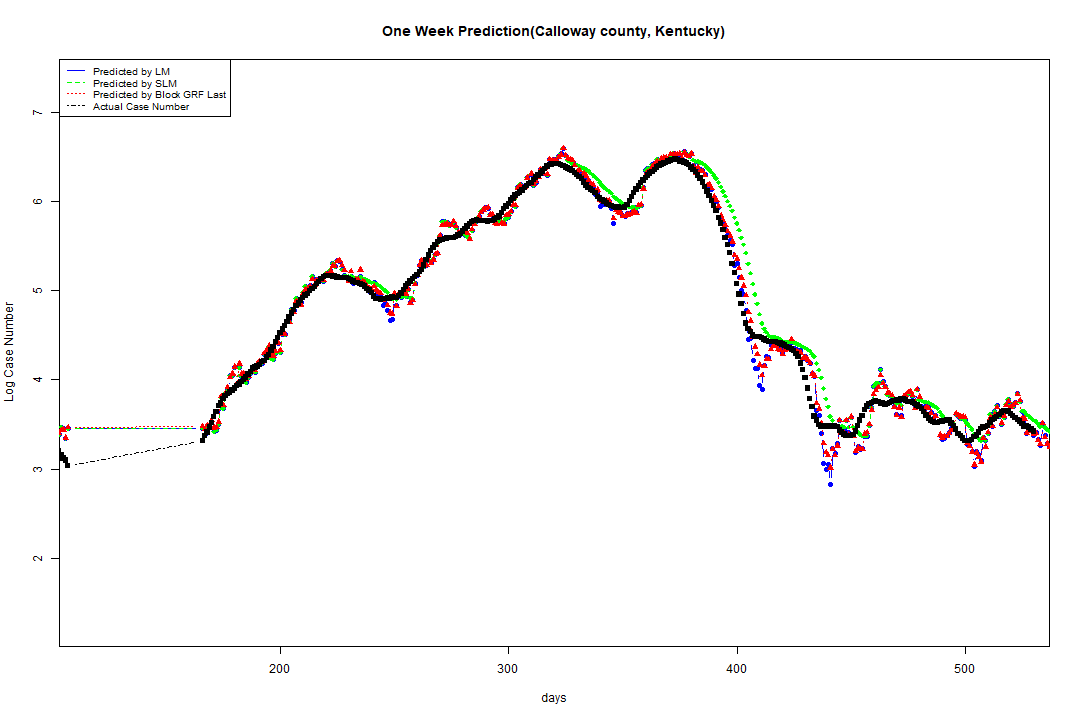 One Week Prediction(Calloway county, Kentucky)
Predicted by LM
Predicted by SLM
Predicted by Block GRF Last
Actual Case Number
7
6
5
4
3
2
Log Case Number
200 300 400 500
days